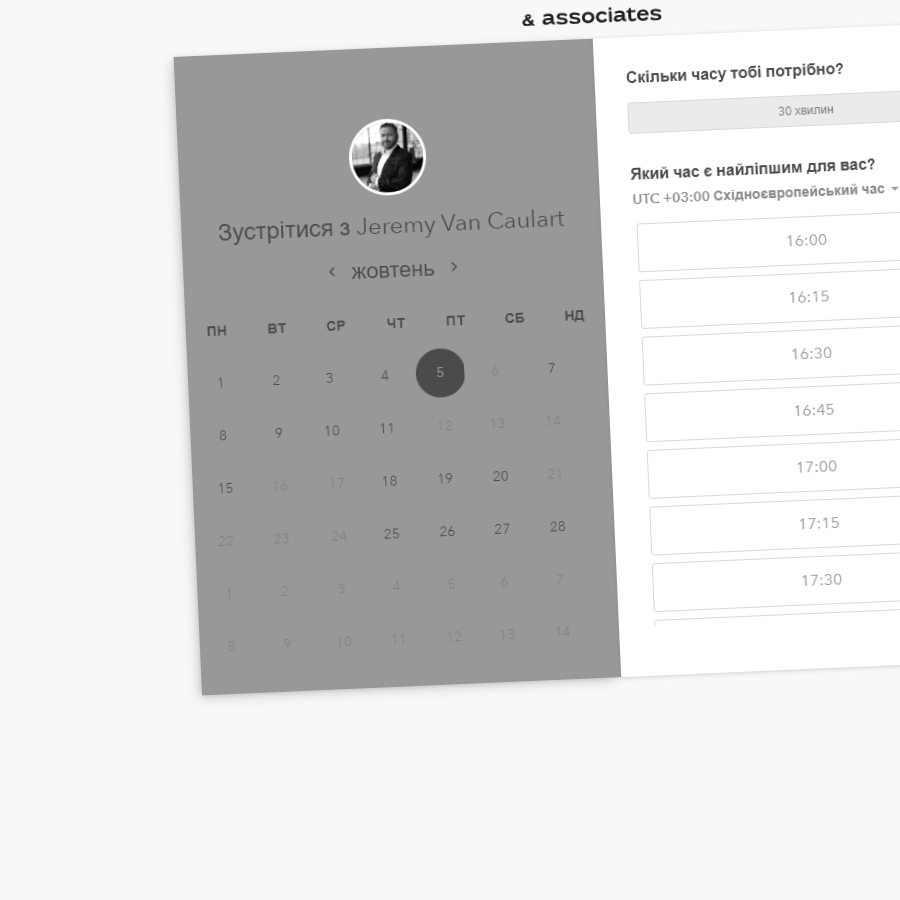 & associates
Зустрітися з Jeremy Van Caulart
жовтень
ПН ВТ СР ЧТ ПТ СБ НД
1 2 3 4 5 6 7
8 9 10 11 12 13 14
15 16 17 18 19 20 21
22 23 24 25 26 27 28
1 2 3 4 5 6 7
8 9 10 11 12 13 14
Скільки часу тобі потрібно?
30 хвилин
Який час є найліпшим для вас?
UTC +03:00 Східноєвропейський час
16:00
16:15
16:30
16:45
17:00
17:15
17:30